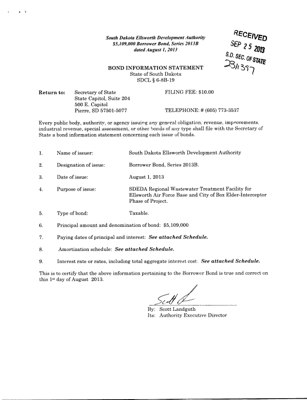 South Dakota Ellsworth Development Authority
$5,109,000 Borrower Bond, Series 2013B
dated August 1, 2013
RECEIVED
SEP 25 2013
S.D. SEC. OF STATE
BOND INFORMATION STATEMENT
State of South Dakota
SDCL § 6-8B-19
Return to: Secretary of State FILING FEE: $10.00
State Capitol, Suite 204
500 E. Capitol
Pierre, SD 57501-5077 TELEPHONE: # (605) 773-3537
Every public body, authority, or agency issuing any general obligation, revenue, improvements,
industrial revenue, special assessment, or other bonds of any type shall file with the Secretary of
State a bond information statement concerning each issue of bonds.
1. Name of issuer: South Dakota Ellsworth Development Authority
2. Designation of issue: Borrower Bond, Series 2013B.
3. Date of issue: August 1, 2013
4. Purpose of issue: SDEDA Regional Wastewater Treatment Facility for
Ellsworth Air Force Base and City of Box Elder-Interceptor
Phase of Project.
5. Type of bond: Taxable.
6. Principal amount and denomination of bond: $5,109,000
7. Paying dates of principal and interest: See attached Schedule.
8. Amortization schedule: See attached Schedule.
9. Interest rate or rates, including total aggregate interest cost: See attached Schedule.
This is to certify that the above information pertaining to the Borrower Bond is true and correct on
this 1st day of August 2013.
By: Scott Landguth
Its: Authority Executive Director